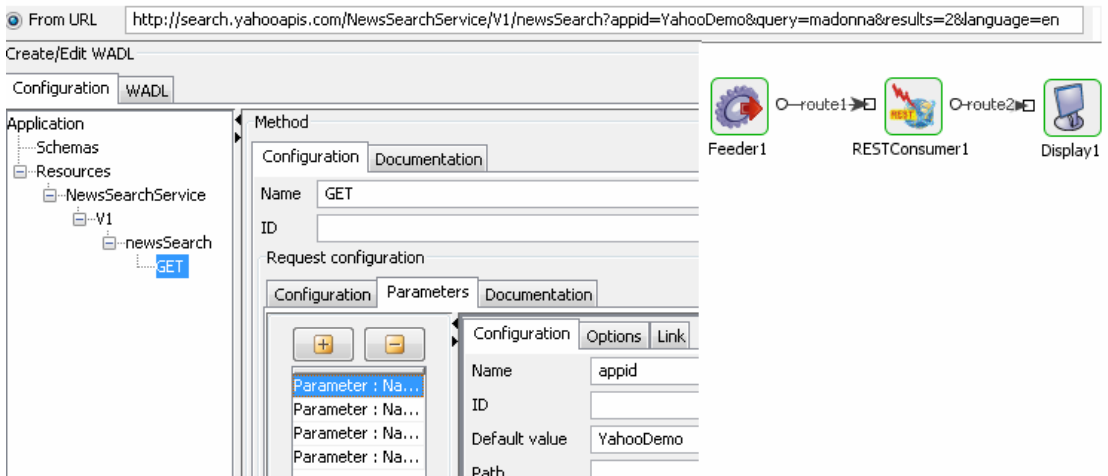 From URL http://search.yahooapis.com/NewsSearchService/V1/newSearch?appid=YahooDemo&query=madonna&results=2&language=en
Create/Edit WADL
Configuration WADL
Application
Schemas
Resources
NewsSearchService
V1
newSearch
GET
Method
Configuration Documentation
Name GET
ID
Request configuration
Configuration Parameters Documentation
Parameter : Na...
Parameter : Na...
Parameter : Na...
Parameter : Na...
Configuration Options Link
Name appid
ID
Default value YahooDemo
Path
route1 route2
REST
Feeder1 RESTConsumer1 Display1